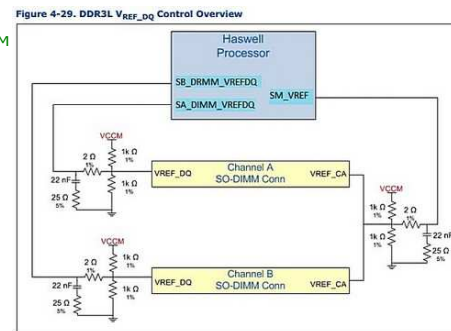 Figure 4-29. DDR3L VREF_DQ Control Overview
M
Haswell
Processor
SB_DRMM_VREFDQ
SA_DIMM_VREFDQ
SM_VREF
VCCM
1k Ω
1%
2 Ω
1%
22 nF
25 Ω
5%
1k Ω
1%
VREF_DQ
Channel A
SO-DIMM Conn
VREF_CA
VCCM
1k Ω
1%
2 Ω
1%
1k Ω
1%
22 nF
25 Ω
5%
VCCM
1k Ω
1%
2 Ω
1%
22 nF
25 Ω
5%
1k Ω
1%
VREF_DQ
Channel B
SO-DIMM Conn
VREF_CA